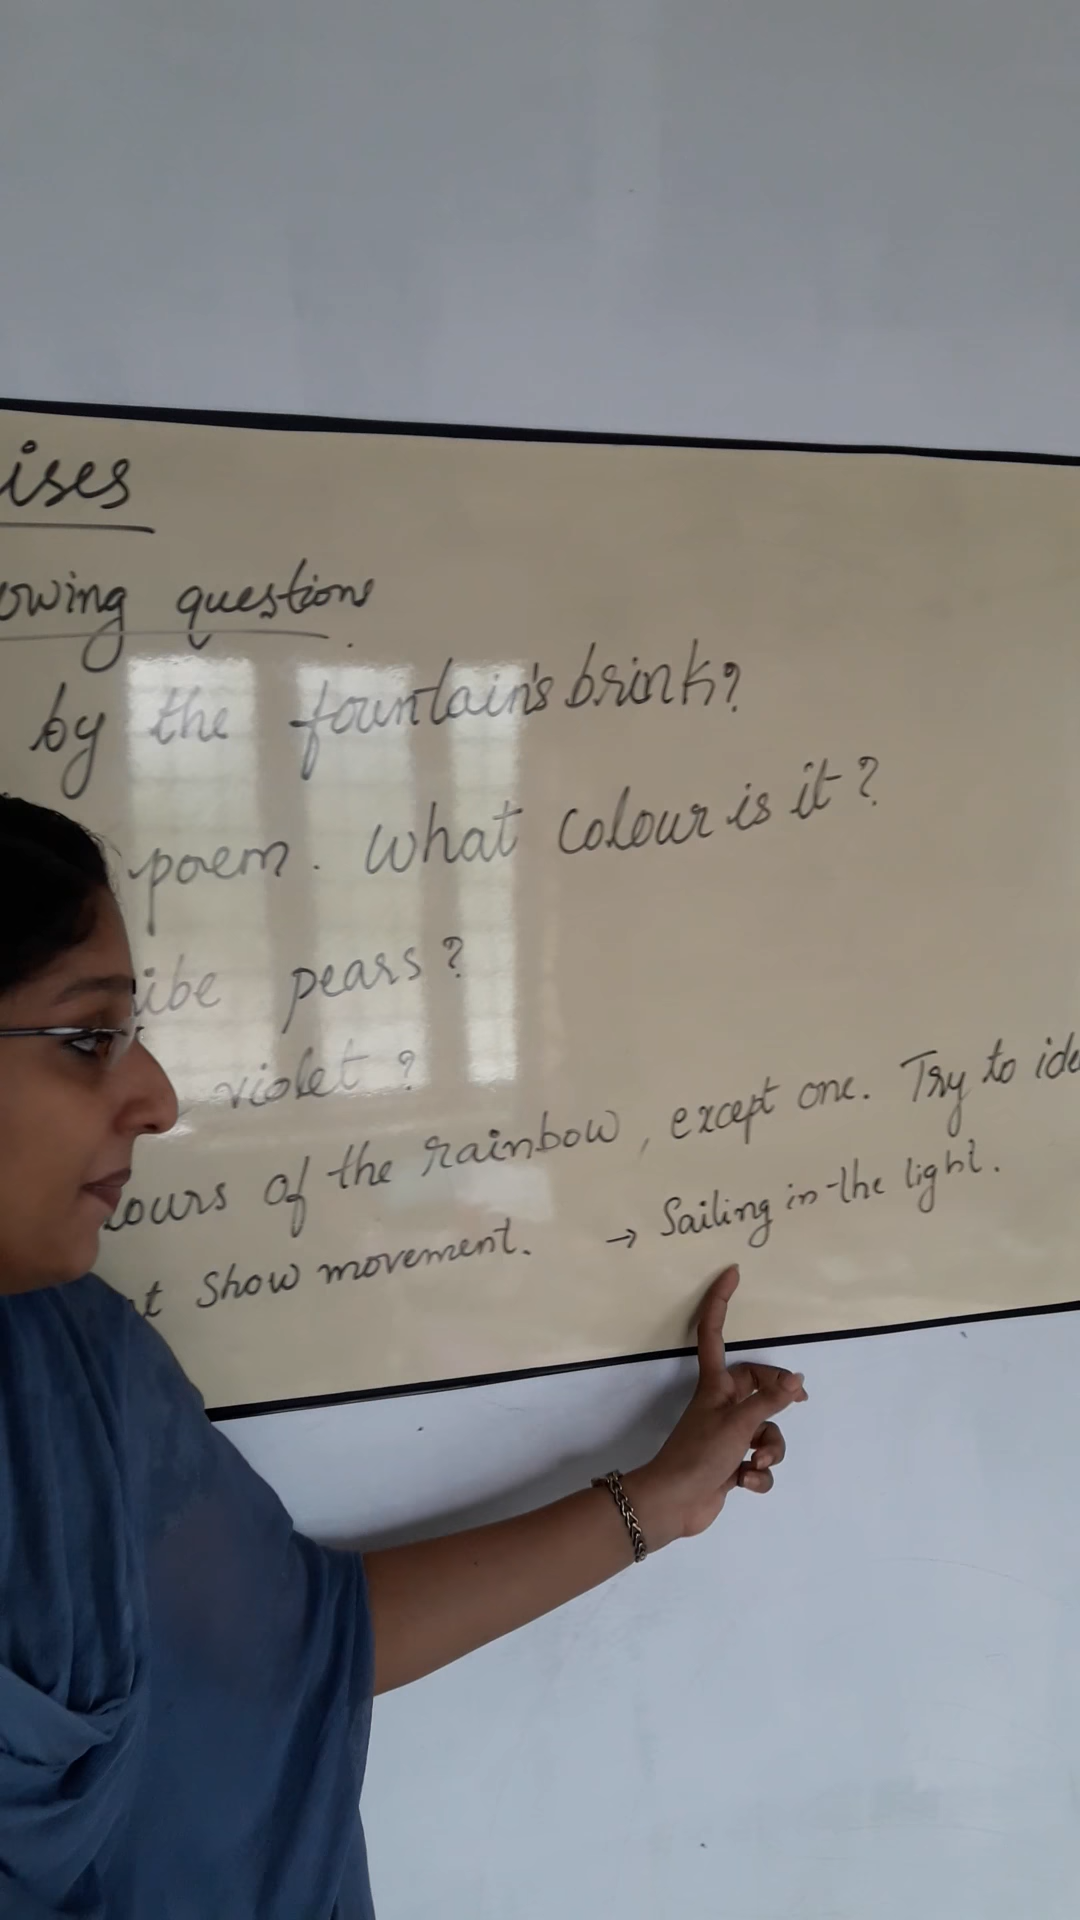 ises
owing questions
by the fountain's brink?
poem. What colour is it?
ibe pears?
violet?
lours of the rainbow, except one. Try to ide
t show movement. → Sailing in the light.